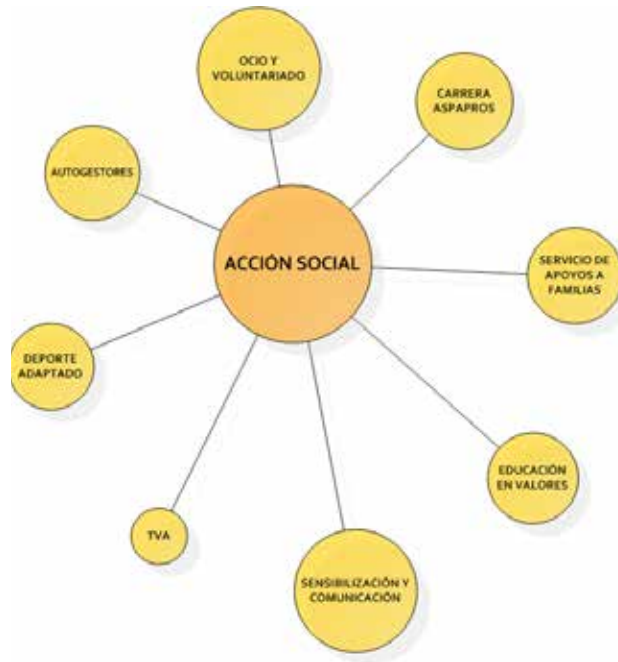 OCIO Y
VOLUNTARIADO
CARRERA
ASPAPROS
AUTOGESTORES
ACCIÓN SOCIAL
SERVICIO DE
APOYOS A
FAMILIAS
DEPORTE
ADAPTADO
EDUCACIÓN
EN VALORES
TVA
SENSIBILIZACIÓN Y
COMUNICACIÓN